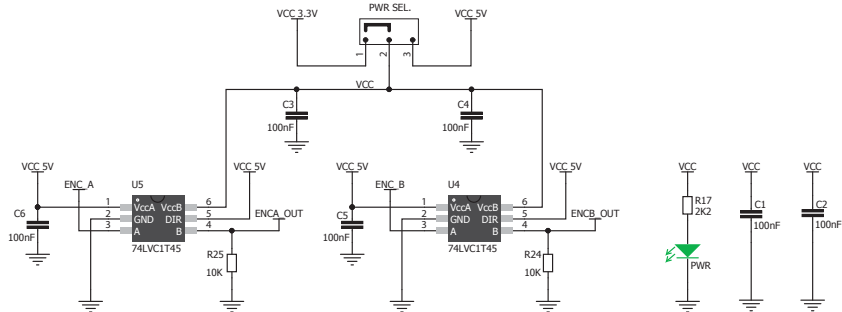 PWR SEL.
VCC 3.3V
VCC 5V
1
2
3
VCC
C3
100nF
C4
100nF
VCC 5V
ENC_A
U5
VCC 5V
C6
100nF
1
2
3
VccA
GND
A
VccB
DIR
B
6
5
4
74LVC1T45
ENCA_OUT
R25
10K
VCC 5V
ENC_B
U4
VCC 5V
C5
100nF
1
2
3
VccA
GND
A
VccB
DIR
B
6
5
4
74LVC1T45
ENCB_OUT
R24
10K
VCC
R17
2K2
PWR
VCC
C1
100nF
VCC
C2
100nF